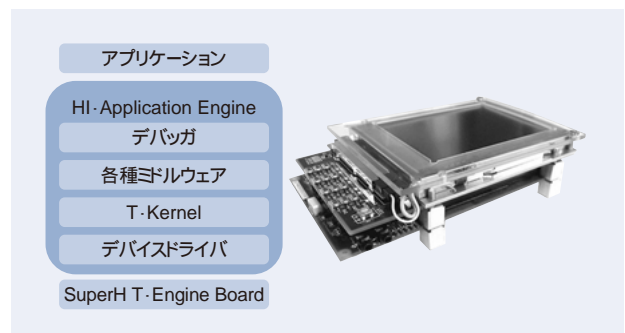 アプリケーション
HI·Application Engine
デバッガ
各種ミドルウェア
T·Kernel
デバイスドライバ
SuperH T·Engine Board